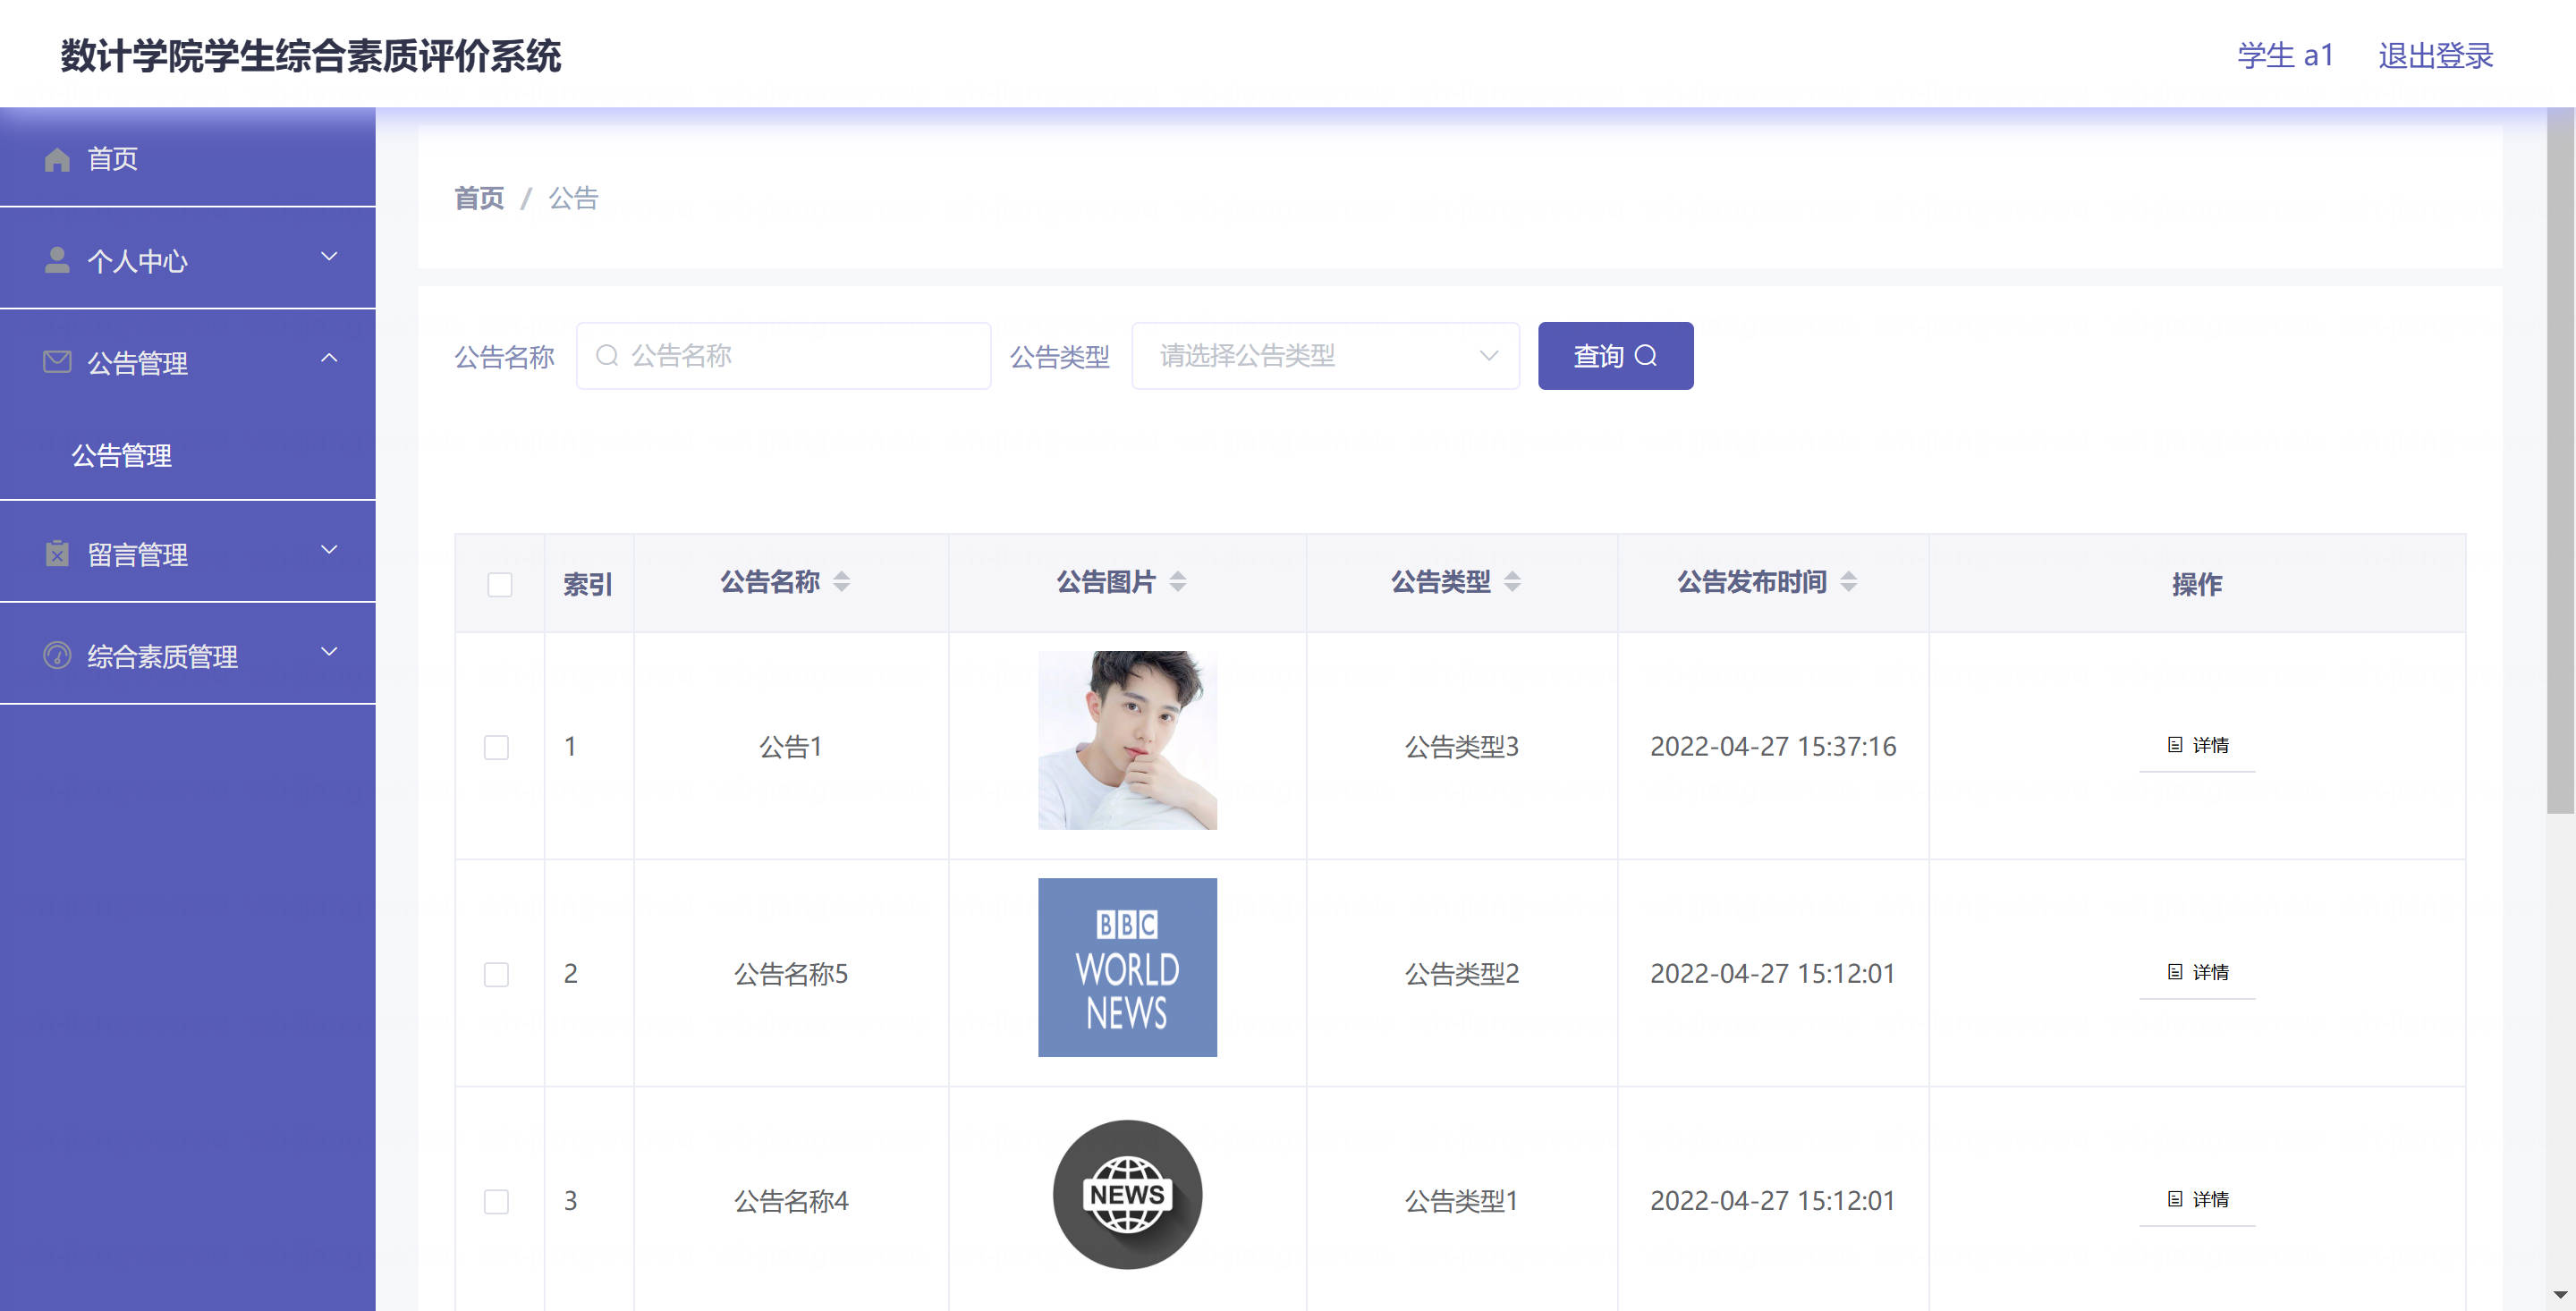 数计学院学生综合素质评价系统
学生 a1 退出登录
首页
个人中心
公告管理
公告管理
留言管理
综合素质管理
首页 / 公告
公告名称 公告名称 公告类型 请选择公告类型 查询
索引 公告名称 公告图片 公告类型 公告发布时间 操作
1 公告1 公告类型3 2022-04-27 15:37:16 详情
2 公告名称5 BBC WORLD NEWS 公告类型2 2022-04-27 15:12:01 详情
3 公告名称4 NEWS 公告类型1 2022-04-27 15:12:01 详情